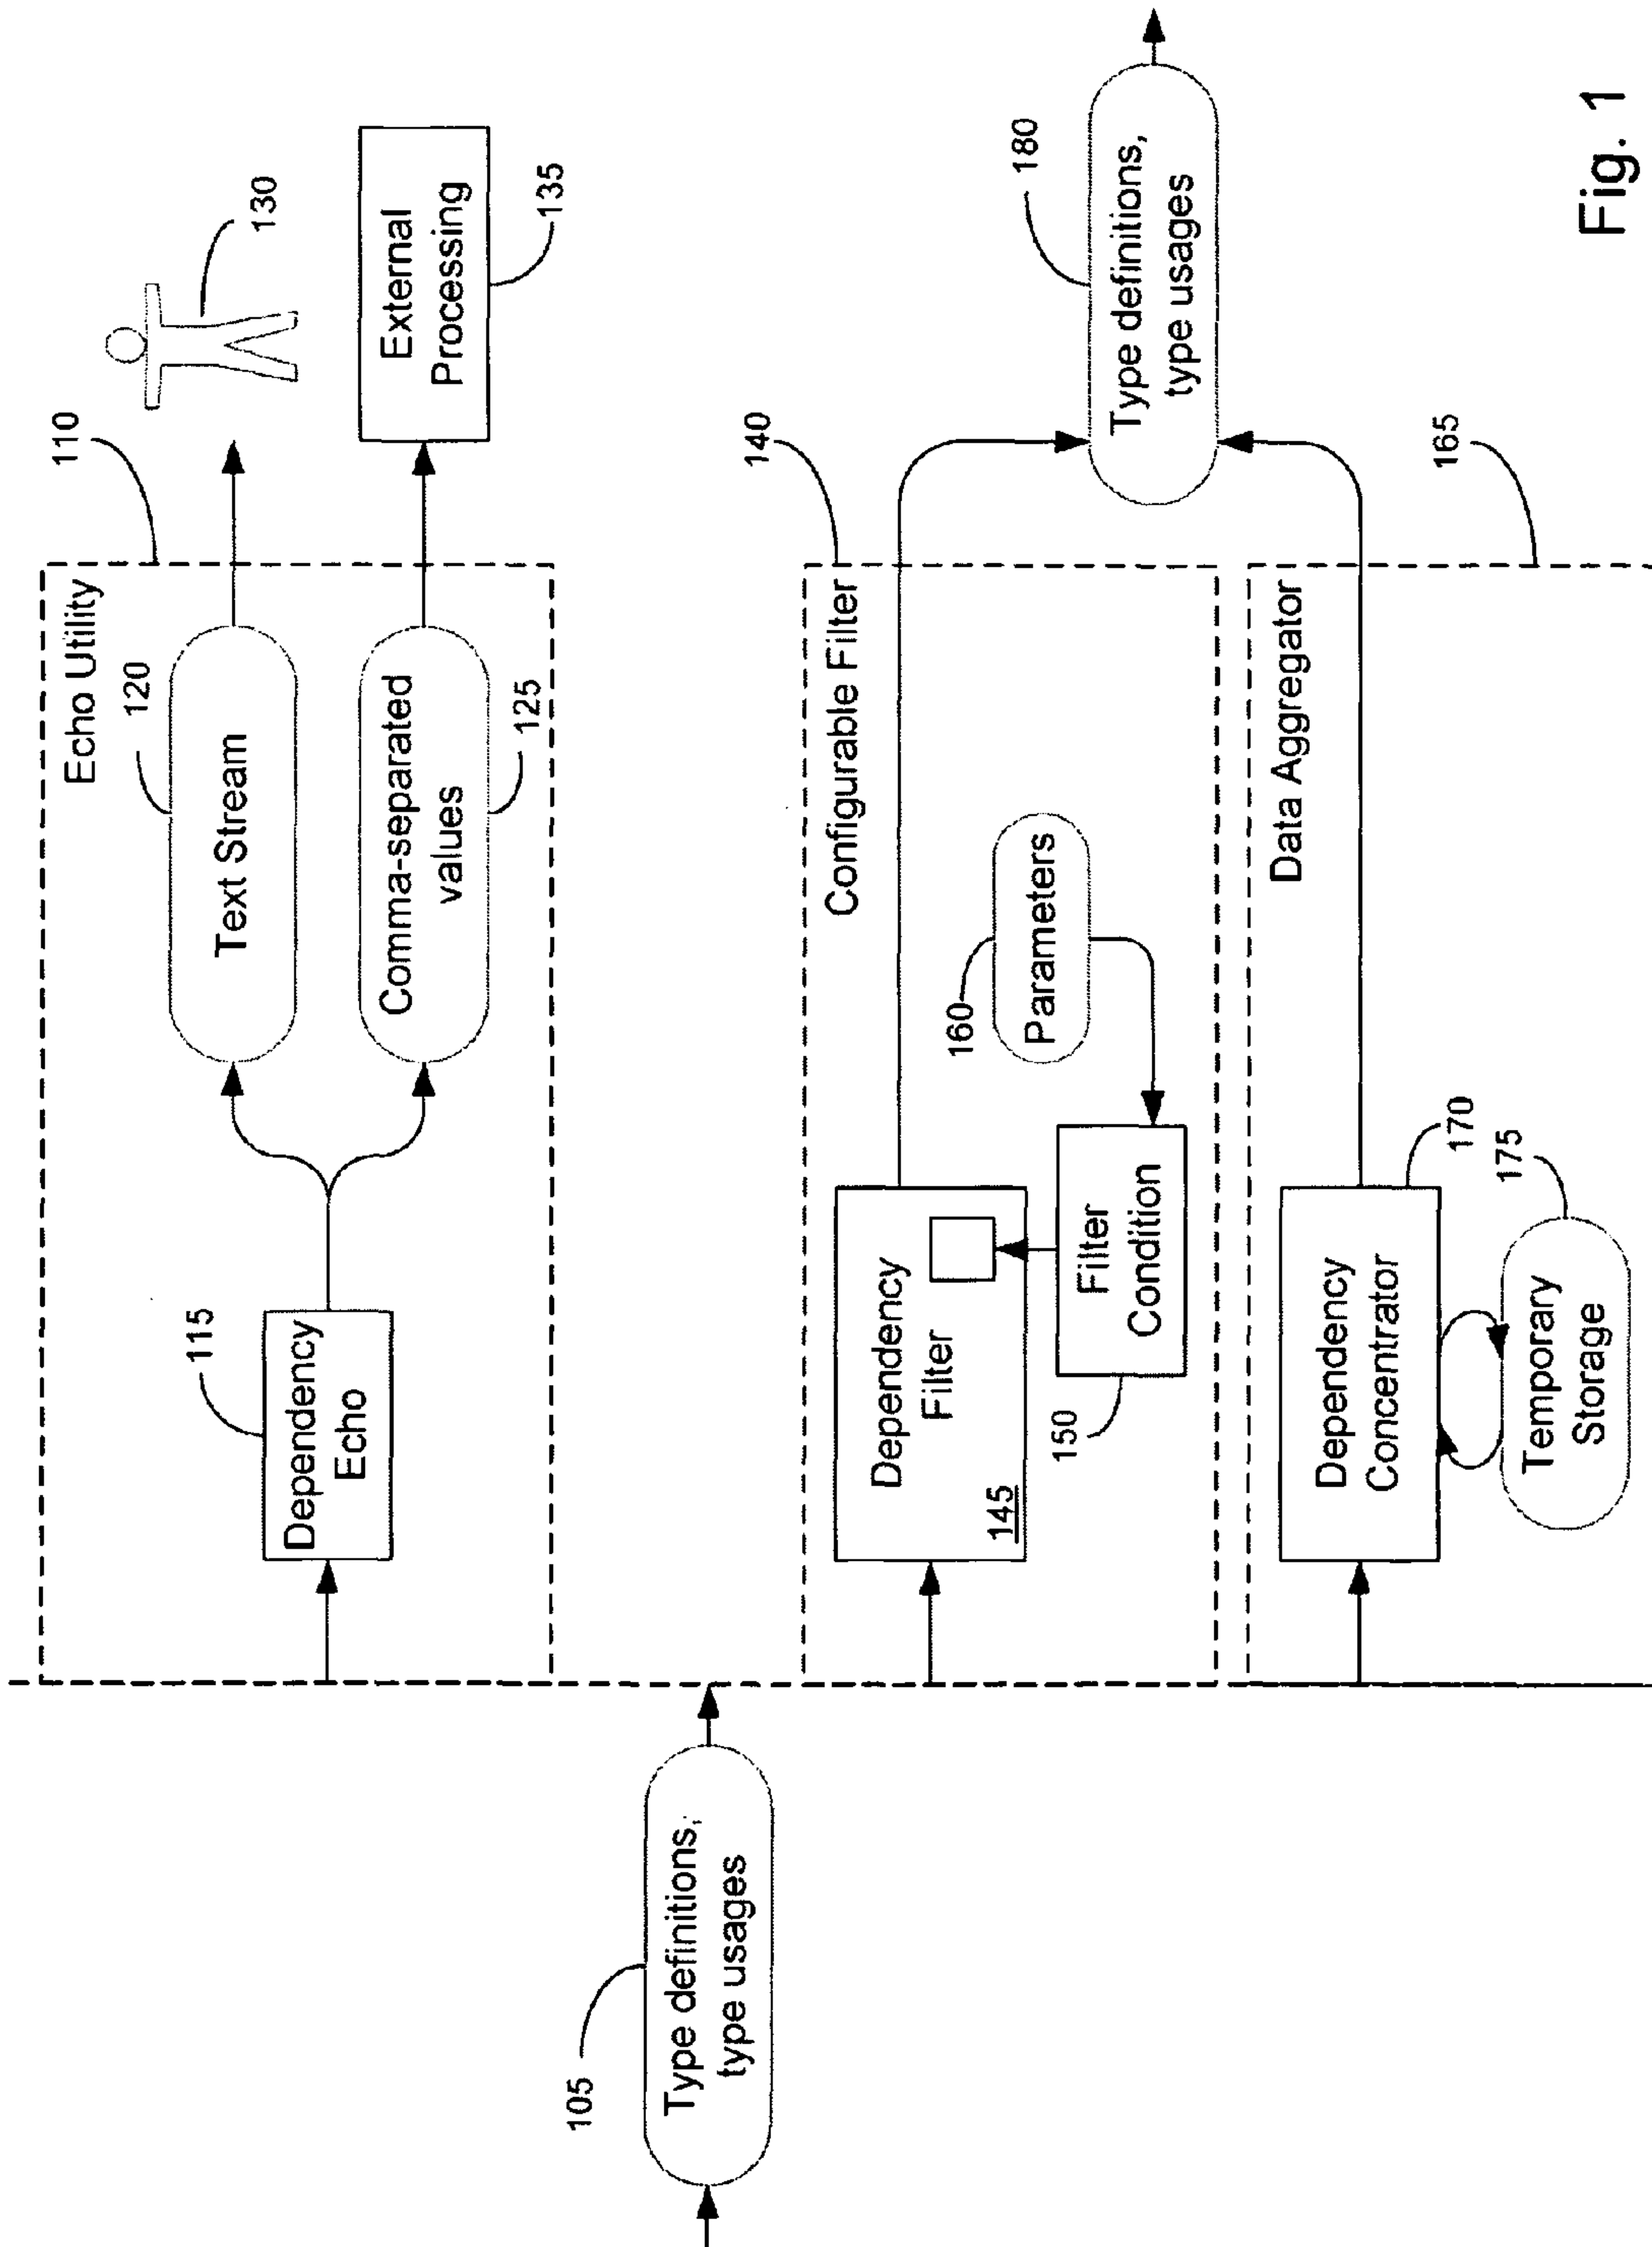 110
Echo Utility
120
Text Stream
130
115
Dependency
Echo
Comma-separated
values
125
External
Processing
135
105
Type definitions,
type usages
140
Configurable Filter
Dependency
Filter
145
160
Parameters
Filter
Condition
150
180
Type definitions,
type usages
Data Aggregator
165
Dependency
Concentrator
170
175
Temporary
Storage
Fig. 1